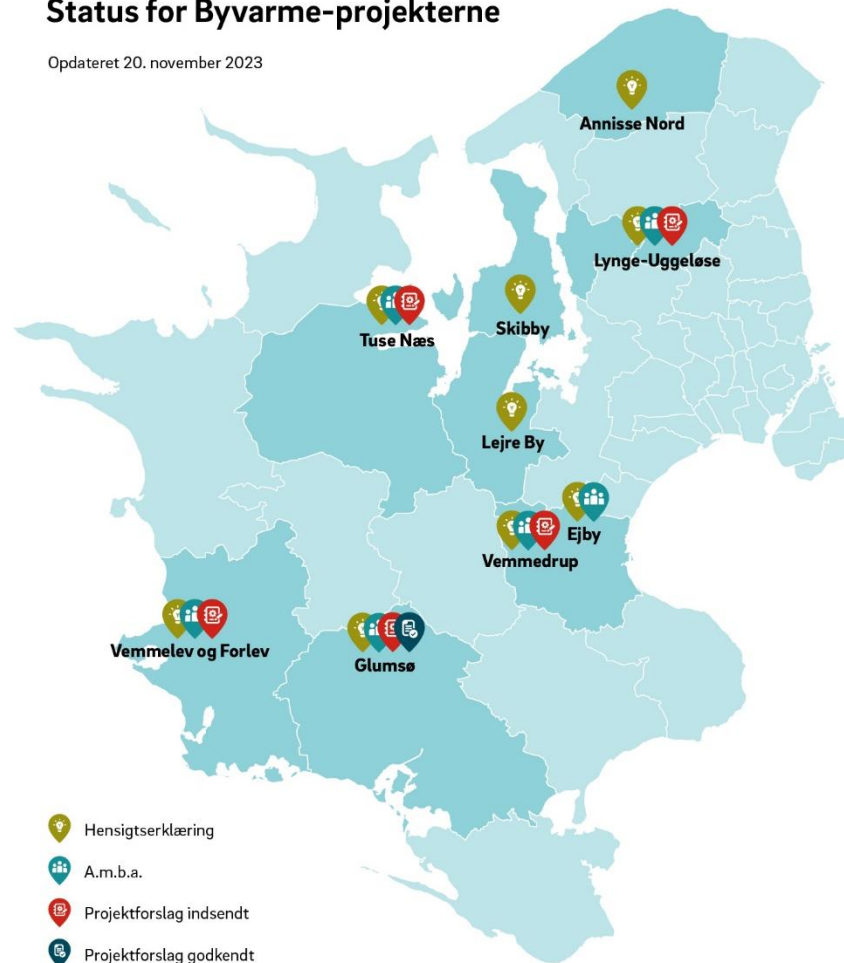 Status for Byvarme-projekterne
Opdateret 20. november 2023
Annisse Nord
Lynge-Uggeløse
Tuse Næs
Skibby
Lejre By
Ejby
Vemmedrup
Vemmelev og Forlev
Glumsø
Hensigtserklæring
A.m.b.a.
Projektforslag indsendt
Projektforslag godkendt